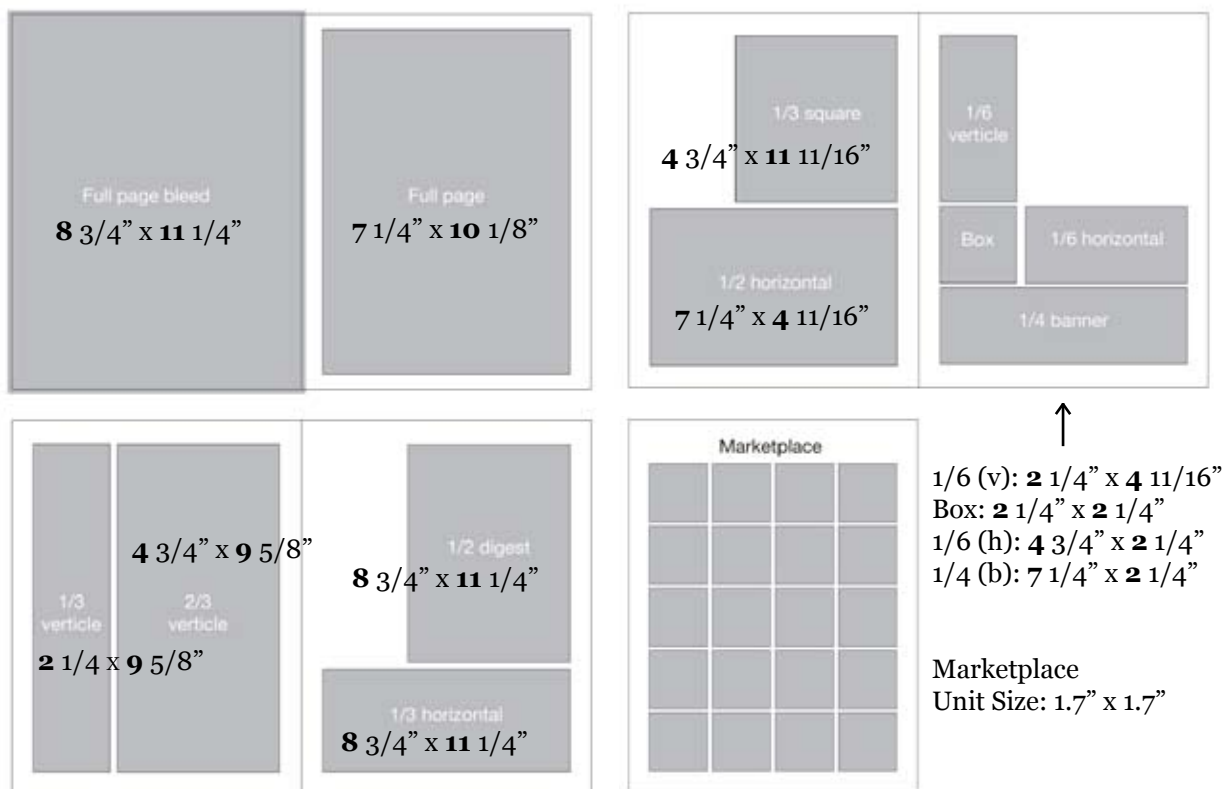 Full page bleed
8 3/4” x 11 1/4”
Full page
7 1/4” x 10 1/8”
1/3 square
4 3/4” x 11 11/16”
1/2 horizontal
7 1/4” x 4 11/16”
1/6
verticle
Box
1/6 horizontal
1/4 banner
1/3
verticle
2 1/4 x 9 5/8”
4 3/4” x 9 5/8”
2/3
verticle
1/2 digest
8 3/4” x 11 1/4”
1/3 horizontal
8 3/4” x 11 1/4”
Marketplace
1/6 (v): 2 1/4” x 4 11/16”
Box: 2 1/4” x 2 1/4”
1/6 (h): 4 3/4” x 2 1/4”
1/4 (b): 7 1/4” x 2 1/4”
Marketplace
Unit Size: 1.7” x 1.7”